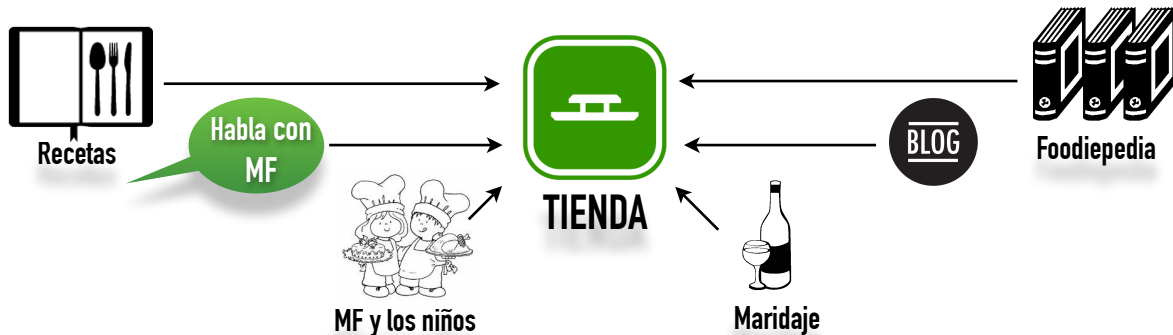 Recetas
Habla con
MF
TIENDA
BLOG
Foodiepedia
MF y los niños
Maridaje